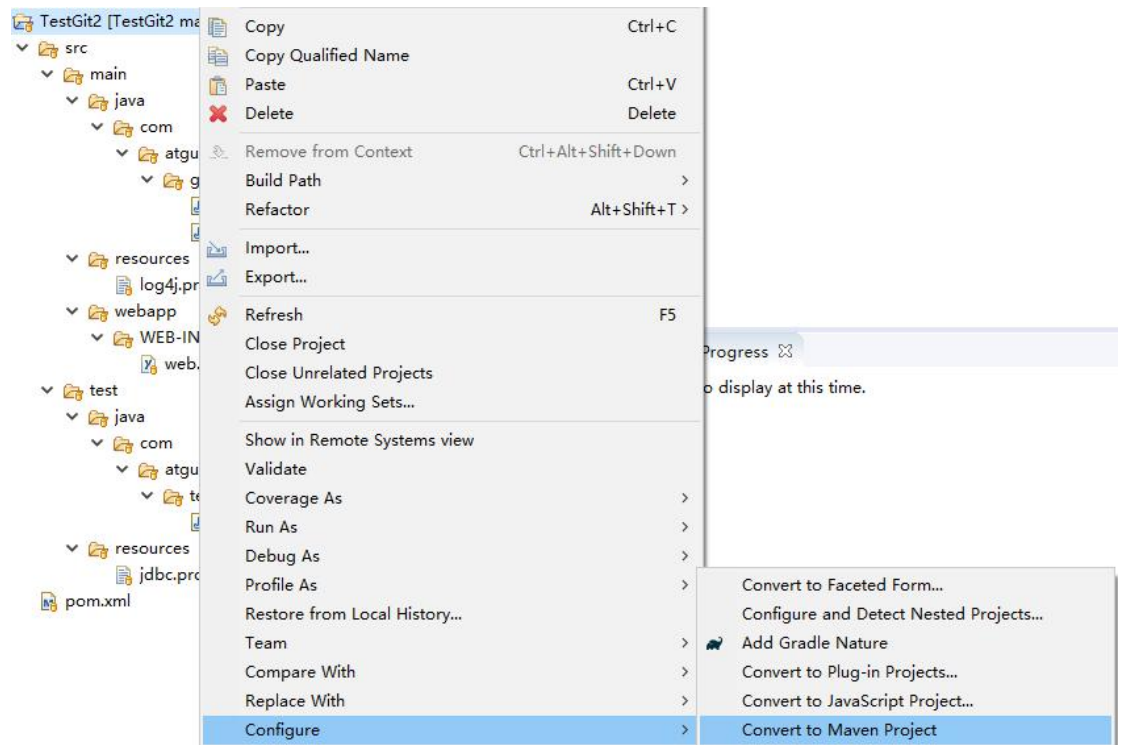 TestGit2 [TestGit2 ma
src
main
java
com
atgu
g
resources
log4j.pr
webapp
WEB-IN
web.
test
java
com
atgu
te
resources
jdbc.pro
pom.xml
Copy Ctrl+C
Copy Qualified Name
Paste Ctrl+V
Delete Delete
Remove from Context Ctrl+Alt+Shift+Down
Build Path
Refactor Alt+Shift+T
Import...
Export...
Refresh F5
Close Project
Close Unrelated Projects
Assign Working Sets...
Show in Remote Systems view
Validate
Coverage As
Run As
Debug As
Profile As
Restore from Local History...
Team
Compare With
Replace With
Configure
Progress
o display at this time.
Convert to Faceted Form...
Configure and Detect Nested Projects...
Add Gradle Nature
Convert to Plug-in Projects...
Convert to JavaScript Project...
Convert to Maven Project